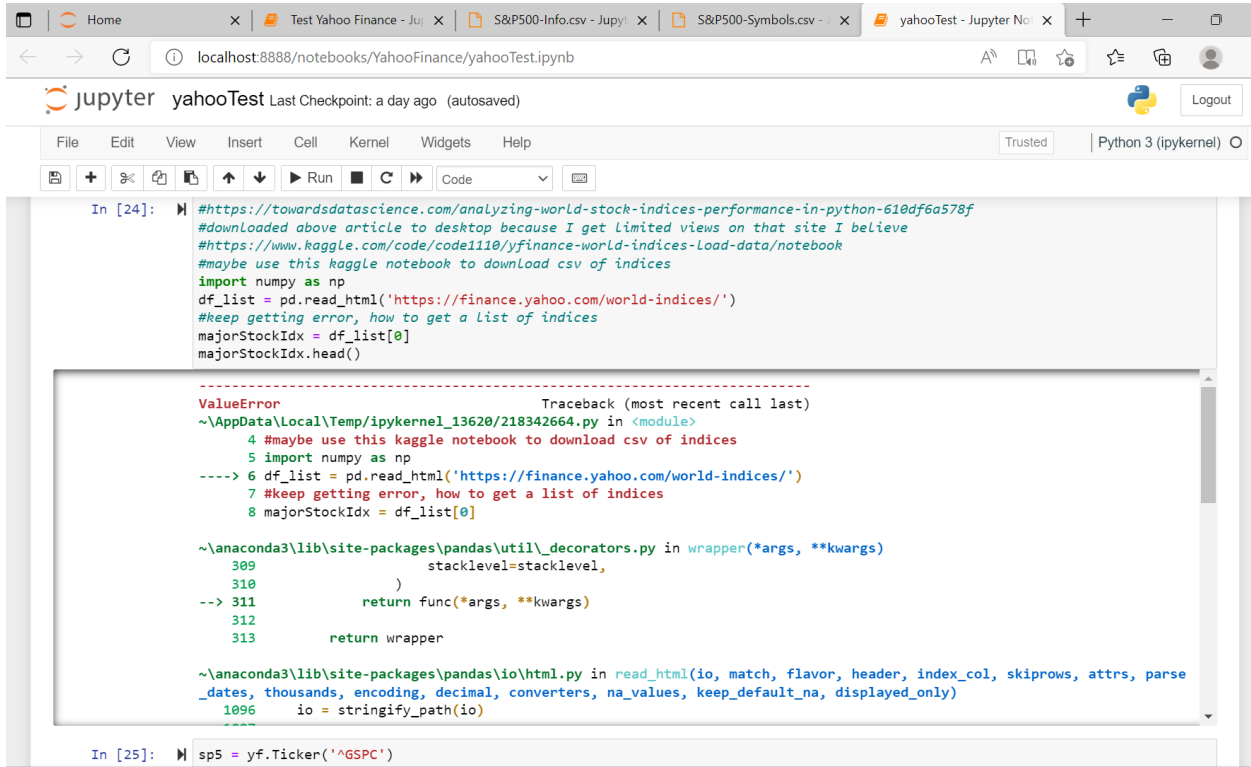 Home
Test Yahoo Finance - Ju
S&P500-Info.csv - Jupyt
S&P500-Symbols.csv -
yahooTest - Jupyter No
localhost:8888/notebooks/YahooFinance/yahooTest.ipynb
jupyter yahooTest Last Checkpoint: a day ago (autosaved)
Logout
File Edit View Insert Cell Kernel Widgets Help
Trusted
Python 3 (ipykernel)
Run
Code
In [24]:
#https://towardsdatascience.com/analyzing-world-stock-indices-performance-in-python-610df6a578f
#downloaded above article to desktop because I get limited views on that site I believe
#https://www.kaggle.com/code/code1110/yfinance-world-indices-load-data/notebook
#maybe use this kaggle notebook to download csv of indices
import numpy as np
df_list = pd.read_html('https://finance.yahoo.com/world-indices/')
#keep getting error, how to get a list of indices
majorStockIdx = df_list[0]
majorStockIdx.head()
---------------------------------------------------------------------------
ValueError Traceback (most recent call last)
~\AppData\Local\Temp/ipykernel_13620/218342664.py in <module>
4 #maybe use this kaggle notebook to download csv of indices
5 import numpy as np
----> 6 df_list = pd.read_html('https://finance.yahoo.com/world-indices/')
7 #keep getting error, how to get a list of indices
8 majorStockIdx = df_list[0]
~\anaconda3\lib\site-packages\pandas\util\_decorators.py in wrapper(*args, **kwargs)
309 stacklevel=stacklevel,
310 )
--> 311 return func(*args, **kwargs)
312
313 return wrapper
~\anaconda3\lib\site-packages\pandas\io\html.py in read_html(io, match, flavor, header, index_col, skiprows, attrs, parse
_dates, thousands, encoding, decimal, converters, na_values, keep_default_na, displayed_only)
1096 io = stringify_path(io)
In [25]:
sp5 = yf.Ticker('^GSPC')